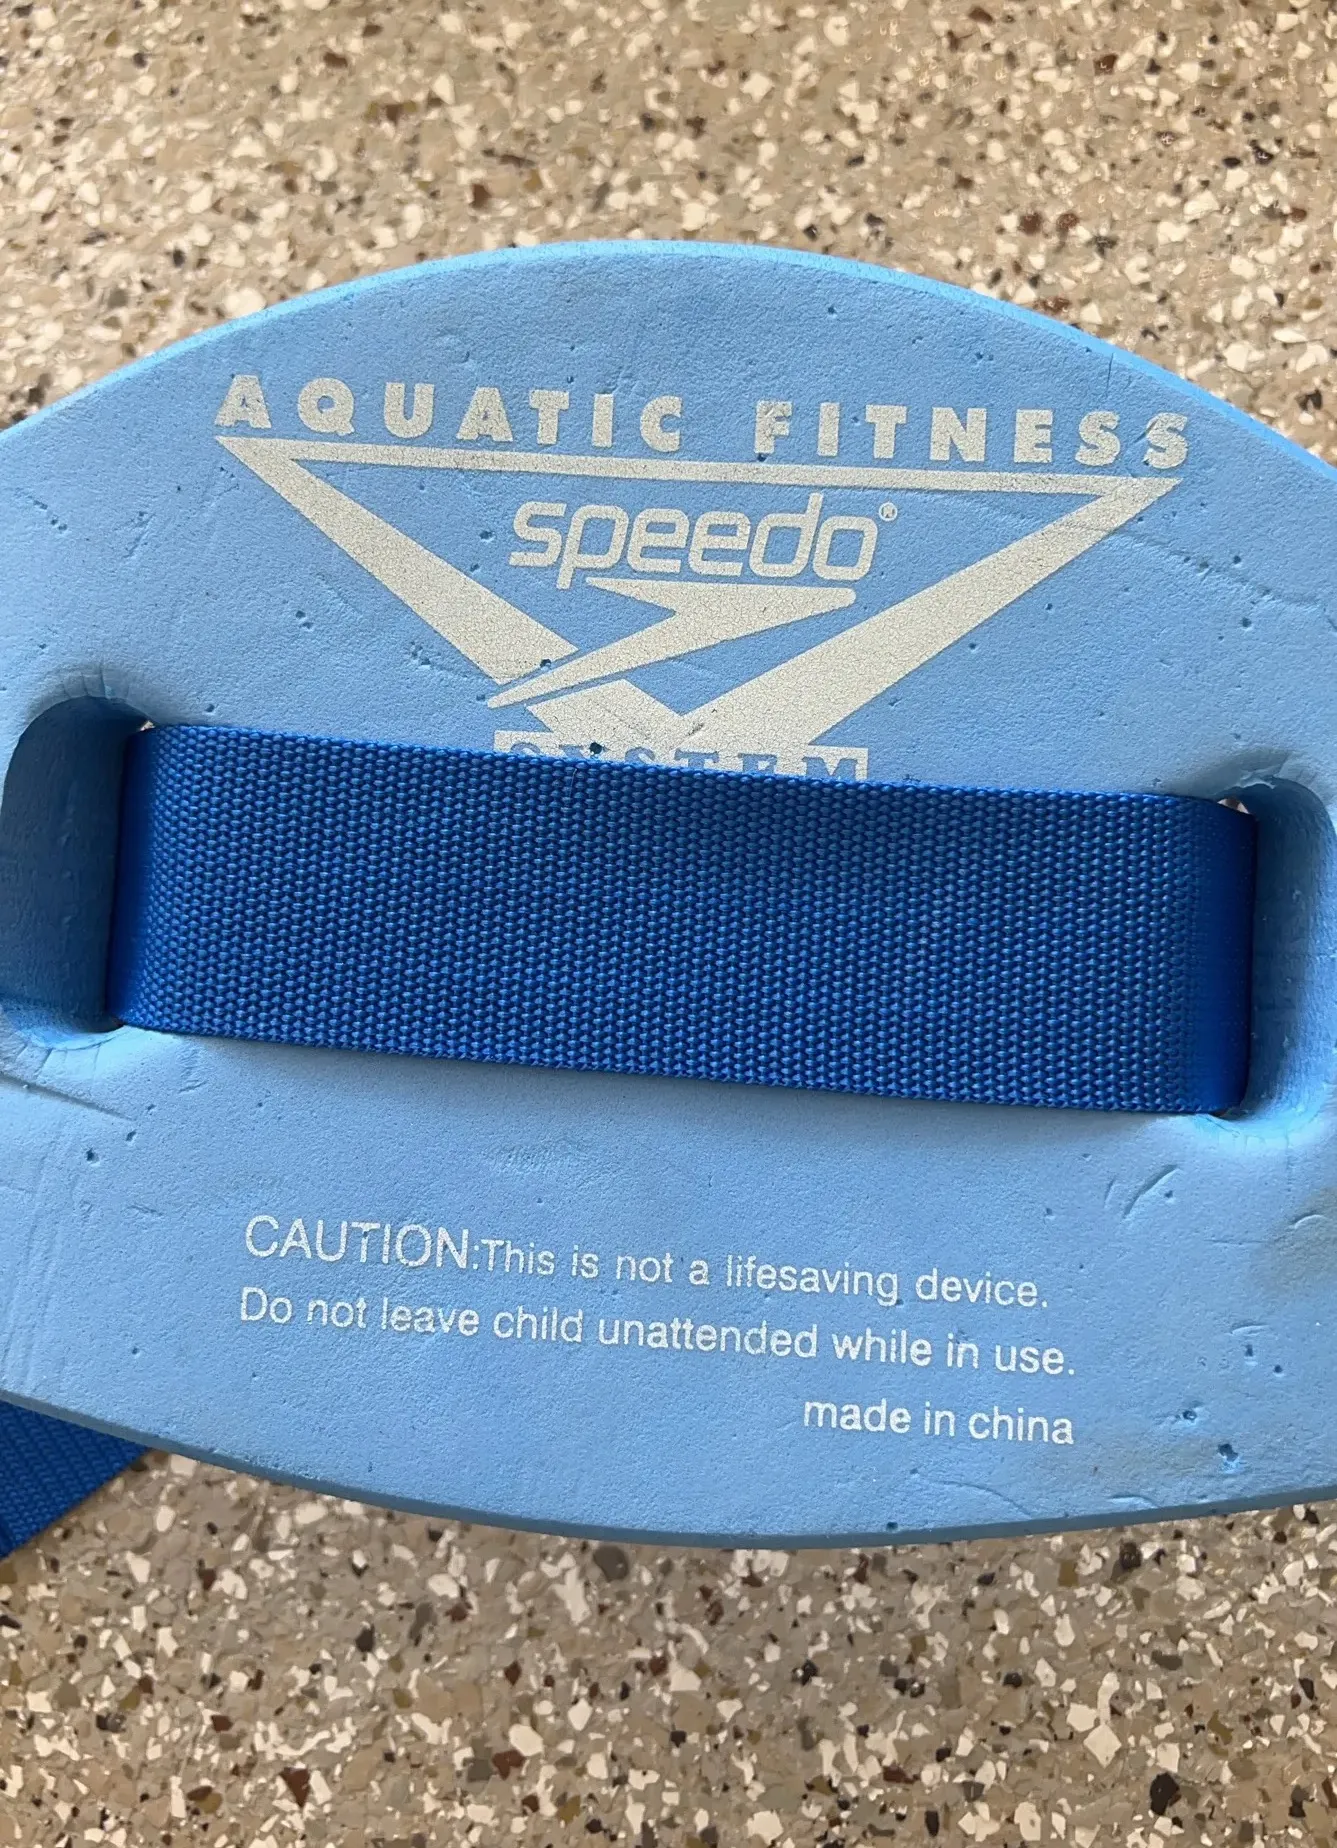 AQUATIC FITNESS
speedo®
SYSTEM
CAUTION:This is not a lifesaving device.
Do not leave child unattended while in use.
made in china